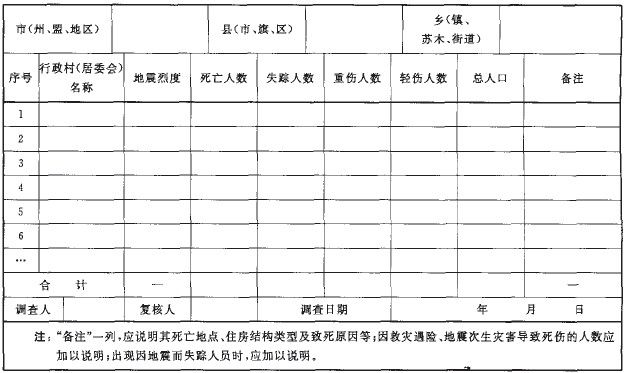 市(州、盟、地区) 县(市、旗、区) 乡(镇、
苏木、街道)
序号 行政村(居委会)
名称 地震烈度 死亡人数 失踪人数 重伤人数 轻伤人数 总人口 备注
1
2
3
4
5
6
…
合 计 — —
调查人 复核人 调查日期 年 月 日
注:“备注”一列,应说明其死亡地点、住房结构类型及致死原因等;因救灾遇险、地震次生灾害导致死伤的人数应
加以说明;出现因地震而失踪人员时,应加以说明。